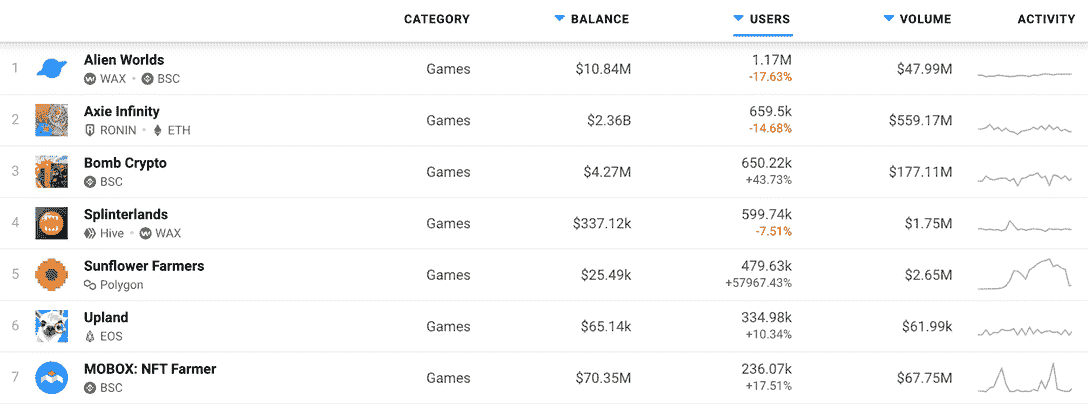 CATEGORY BALANCE USERS VOLUME ACTIVITY
1 Alien Worlds Games $10.84M 1.17M $47.99M
WAX • BSC -17.63%
2 Axie Infinity Games $2.36B 659.5k $559.17M
RONIN • ETH -14.68%
3 Bomb Crypto Games $4.27M 650.22k $177.11M
BSC +43.73%
4 Splinterlands Games $337.12k 599.74k $1.75M
Hive • WAX -7.51%
5 Sunflower Farmers Games $25.49k 479.63k $2.65M
Polygon +57967.43%
6 Upland Games $65.14k 334.98k $61.99k
EOS +10.34%
7 MOBOX: NFT Farmer Games $70.35M 236.07k $67.75M
BSC +17.51%